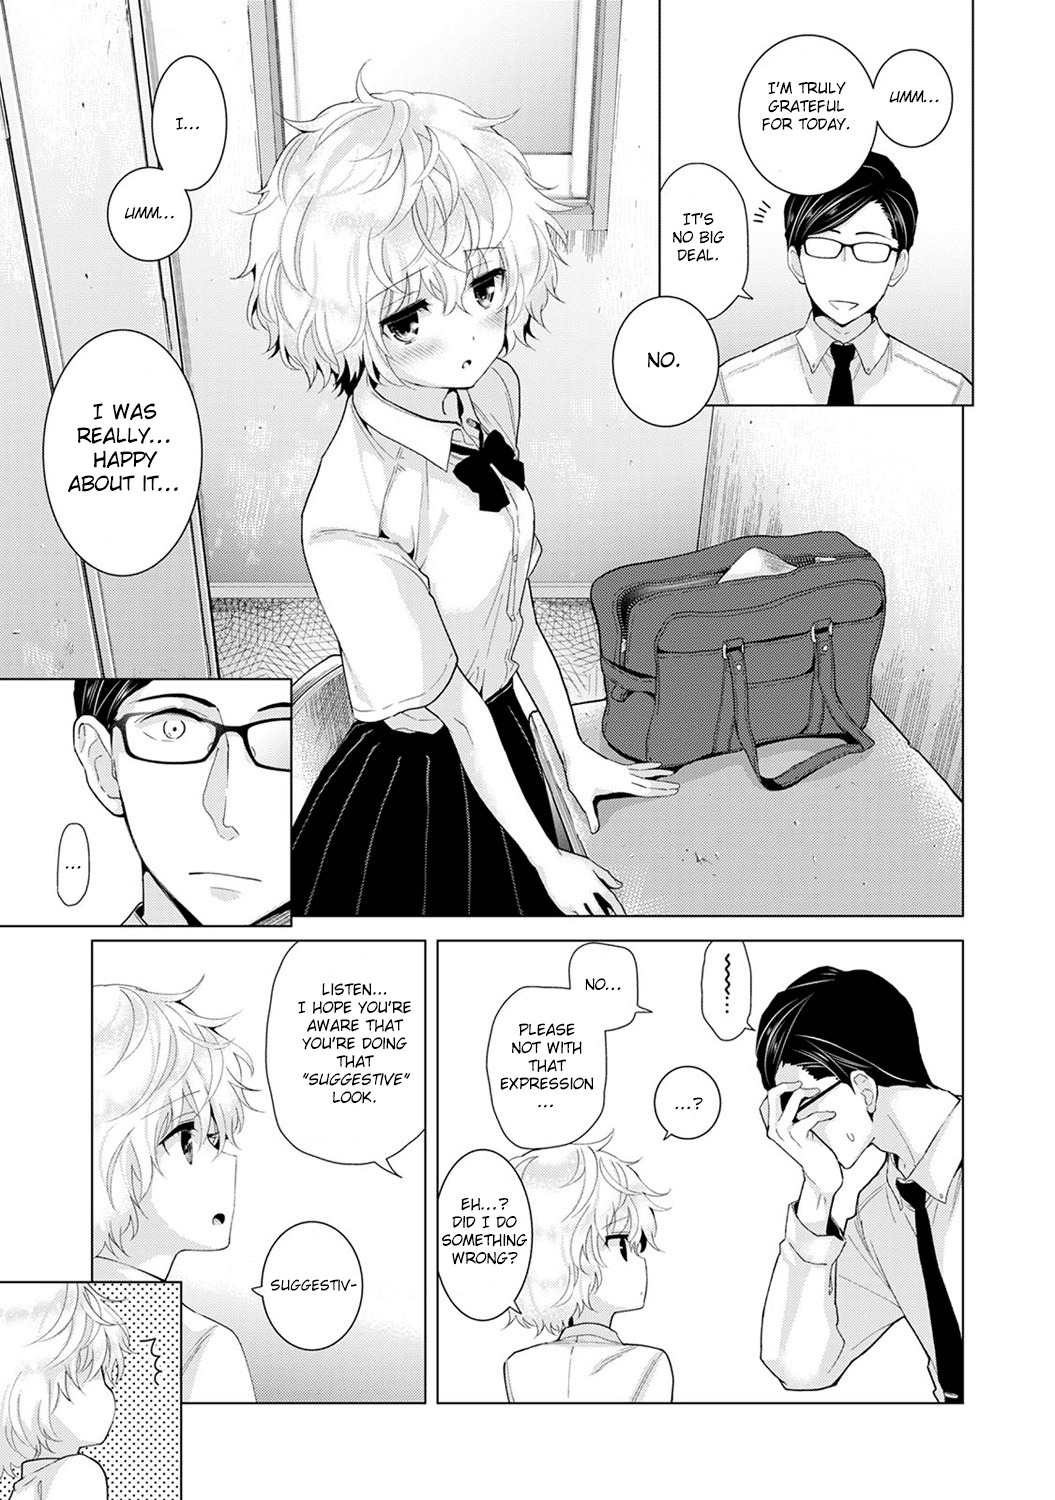 UMM...
I'M TRULY
GRATEFUL
FOR TODAY.
IT'S
NO BIG
DEAL.
NO.
I...
UMM...
I WAS
REALLY...
HAPPY
ABOUT IT...
...
...
NO...
PLEASE
NOT WITH
THAT
EXPRESSION
...
...?
EH...?
DID I DO
SOMETHING
WRONG?
LISTEN...
I HOPE YOU'RE
AWARE THAT
YOU'RE DOING
THAT
"SUGGESTIVE"
LOOK.
SUGGESTIV-